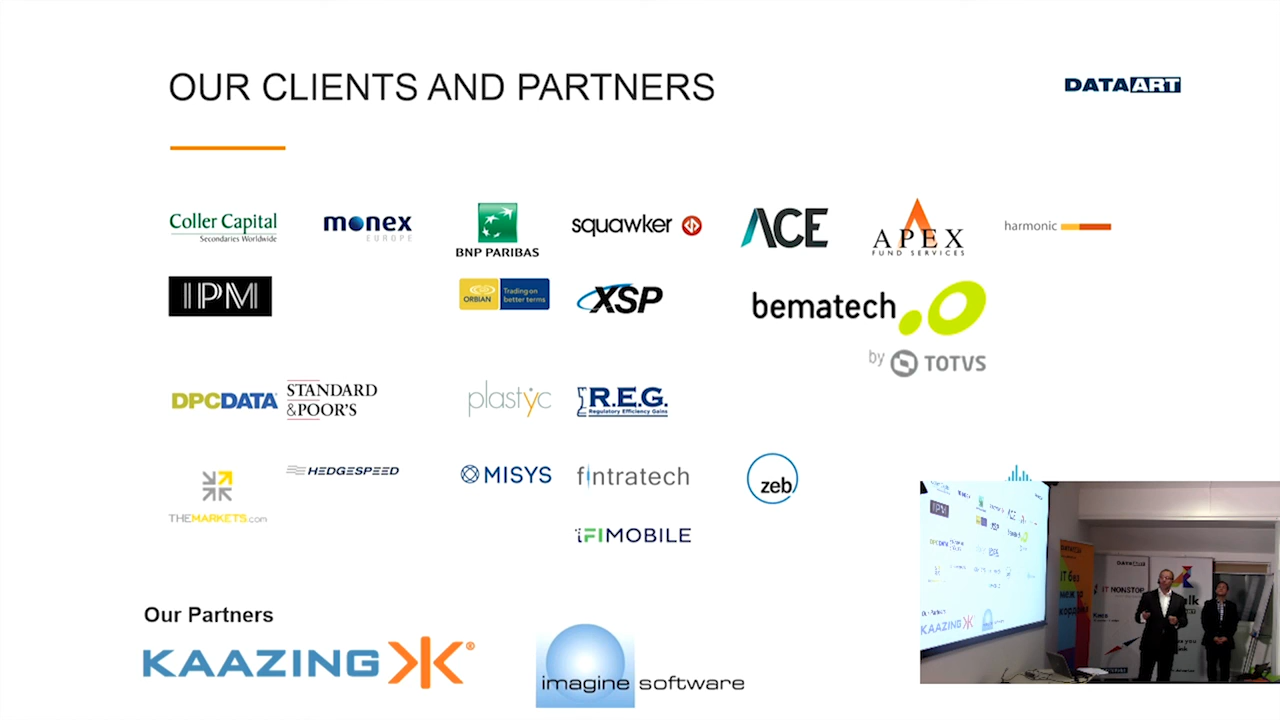 OUR CLIENTS AND PARTNERS
DATAART
Coller Capital
Secondaries Worldwide
monex
EUROPE
BNP PARIBAS
squawker
ACE
APEX
FUND SERVICES
harmonic
IPM
ORBIAN
Trading on
better terms
XSP
bematech
by TOTVS
DPCDATA
STANDARD
&POOR'S
plastyc
R.E.G.
Regulatory Efficiency Gains
THEMARKETS.com
HEDGESPEED
MISYS
fintratech
zeb
FIMOBILE
Our Partners
KAAZING
imagine software
IT NONSTOP